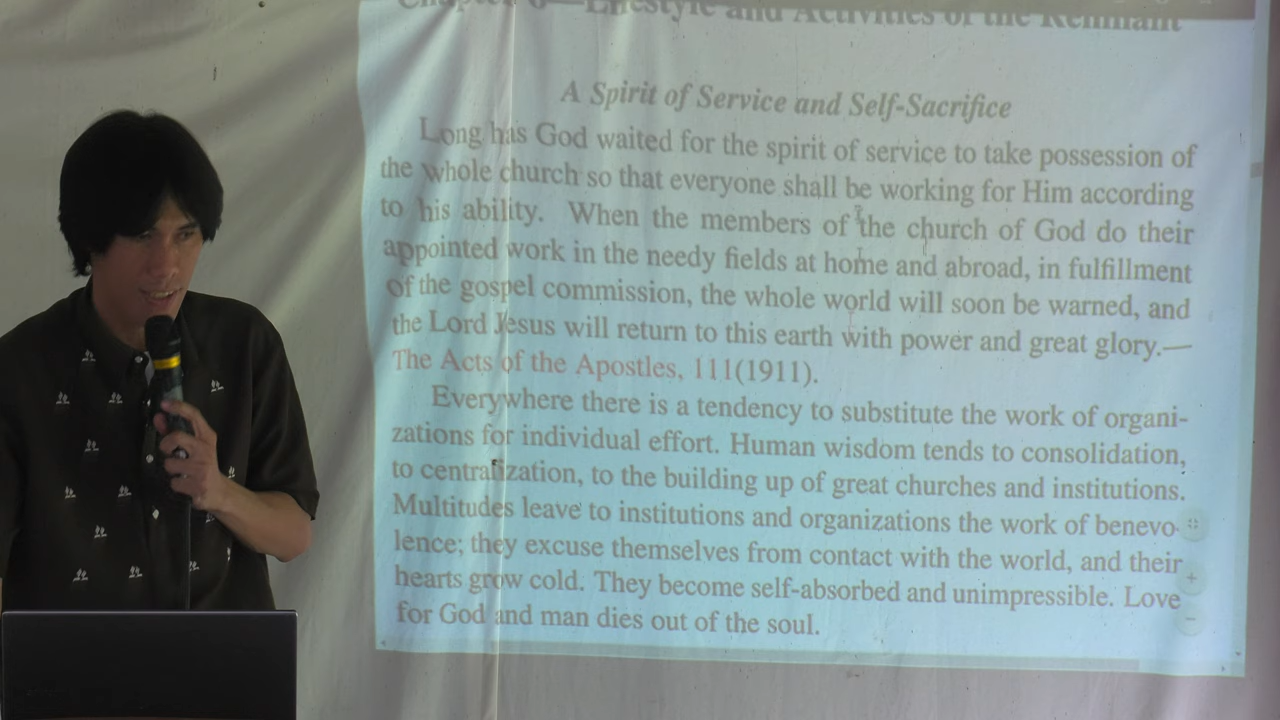 Lifestyle and Activities of the Remnant
A Spirit of Service and Self-Sacrifice
Long has God waited for the spirit of service to take possession of
the whole church so that everyone shall be working for Him according
to his ability. When the members of the church of God do their
appointed work in the needy fields at home and abroad, in fulfillment
of the gospel commission, the whole world will soon be warned, and
the Lord Jesus will return to this earth with power and great glory.—
The Acts of the Apostles, 111(1911).
Everywhere there is a tendency to substitute the work of organi-
zations for individual effort. Human wisdom tends to consolidation,
to centralization, to the building up of great churches and institutions.
Multitudes leave to institutions and organizations the work of benevo-
lence; they excuse themselves from contact with the world, and their
hearts grow cold. They become self-absorbed and unimpressible. Love
for God and man dies out of the soul.